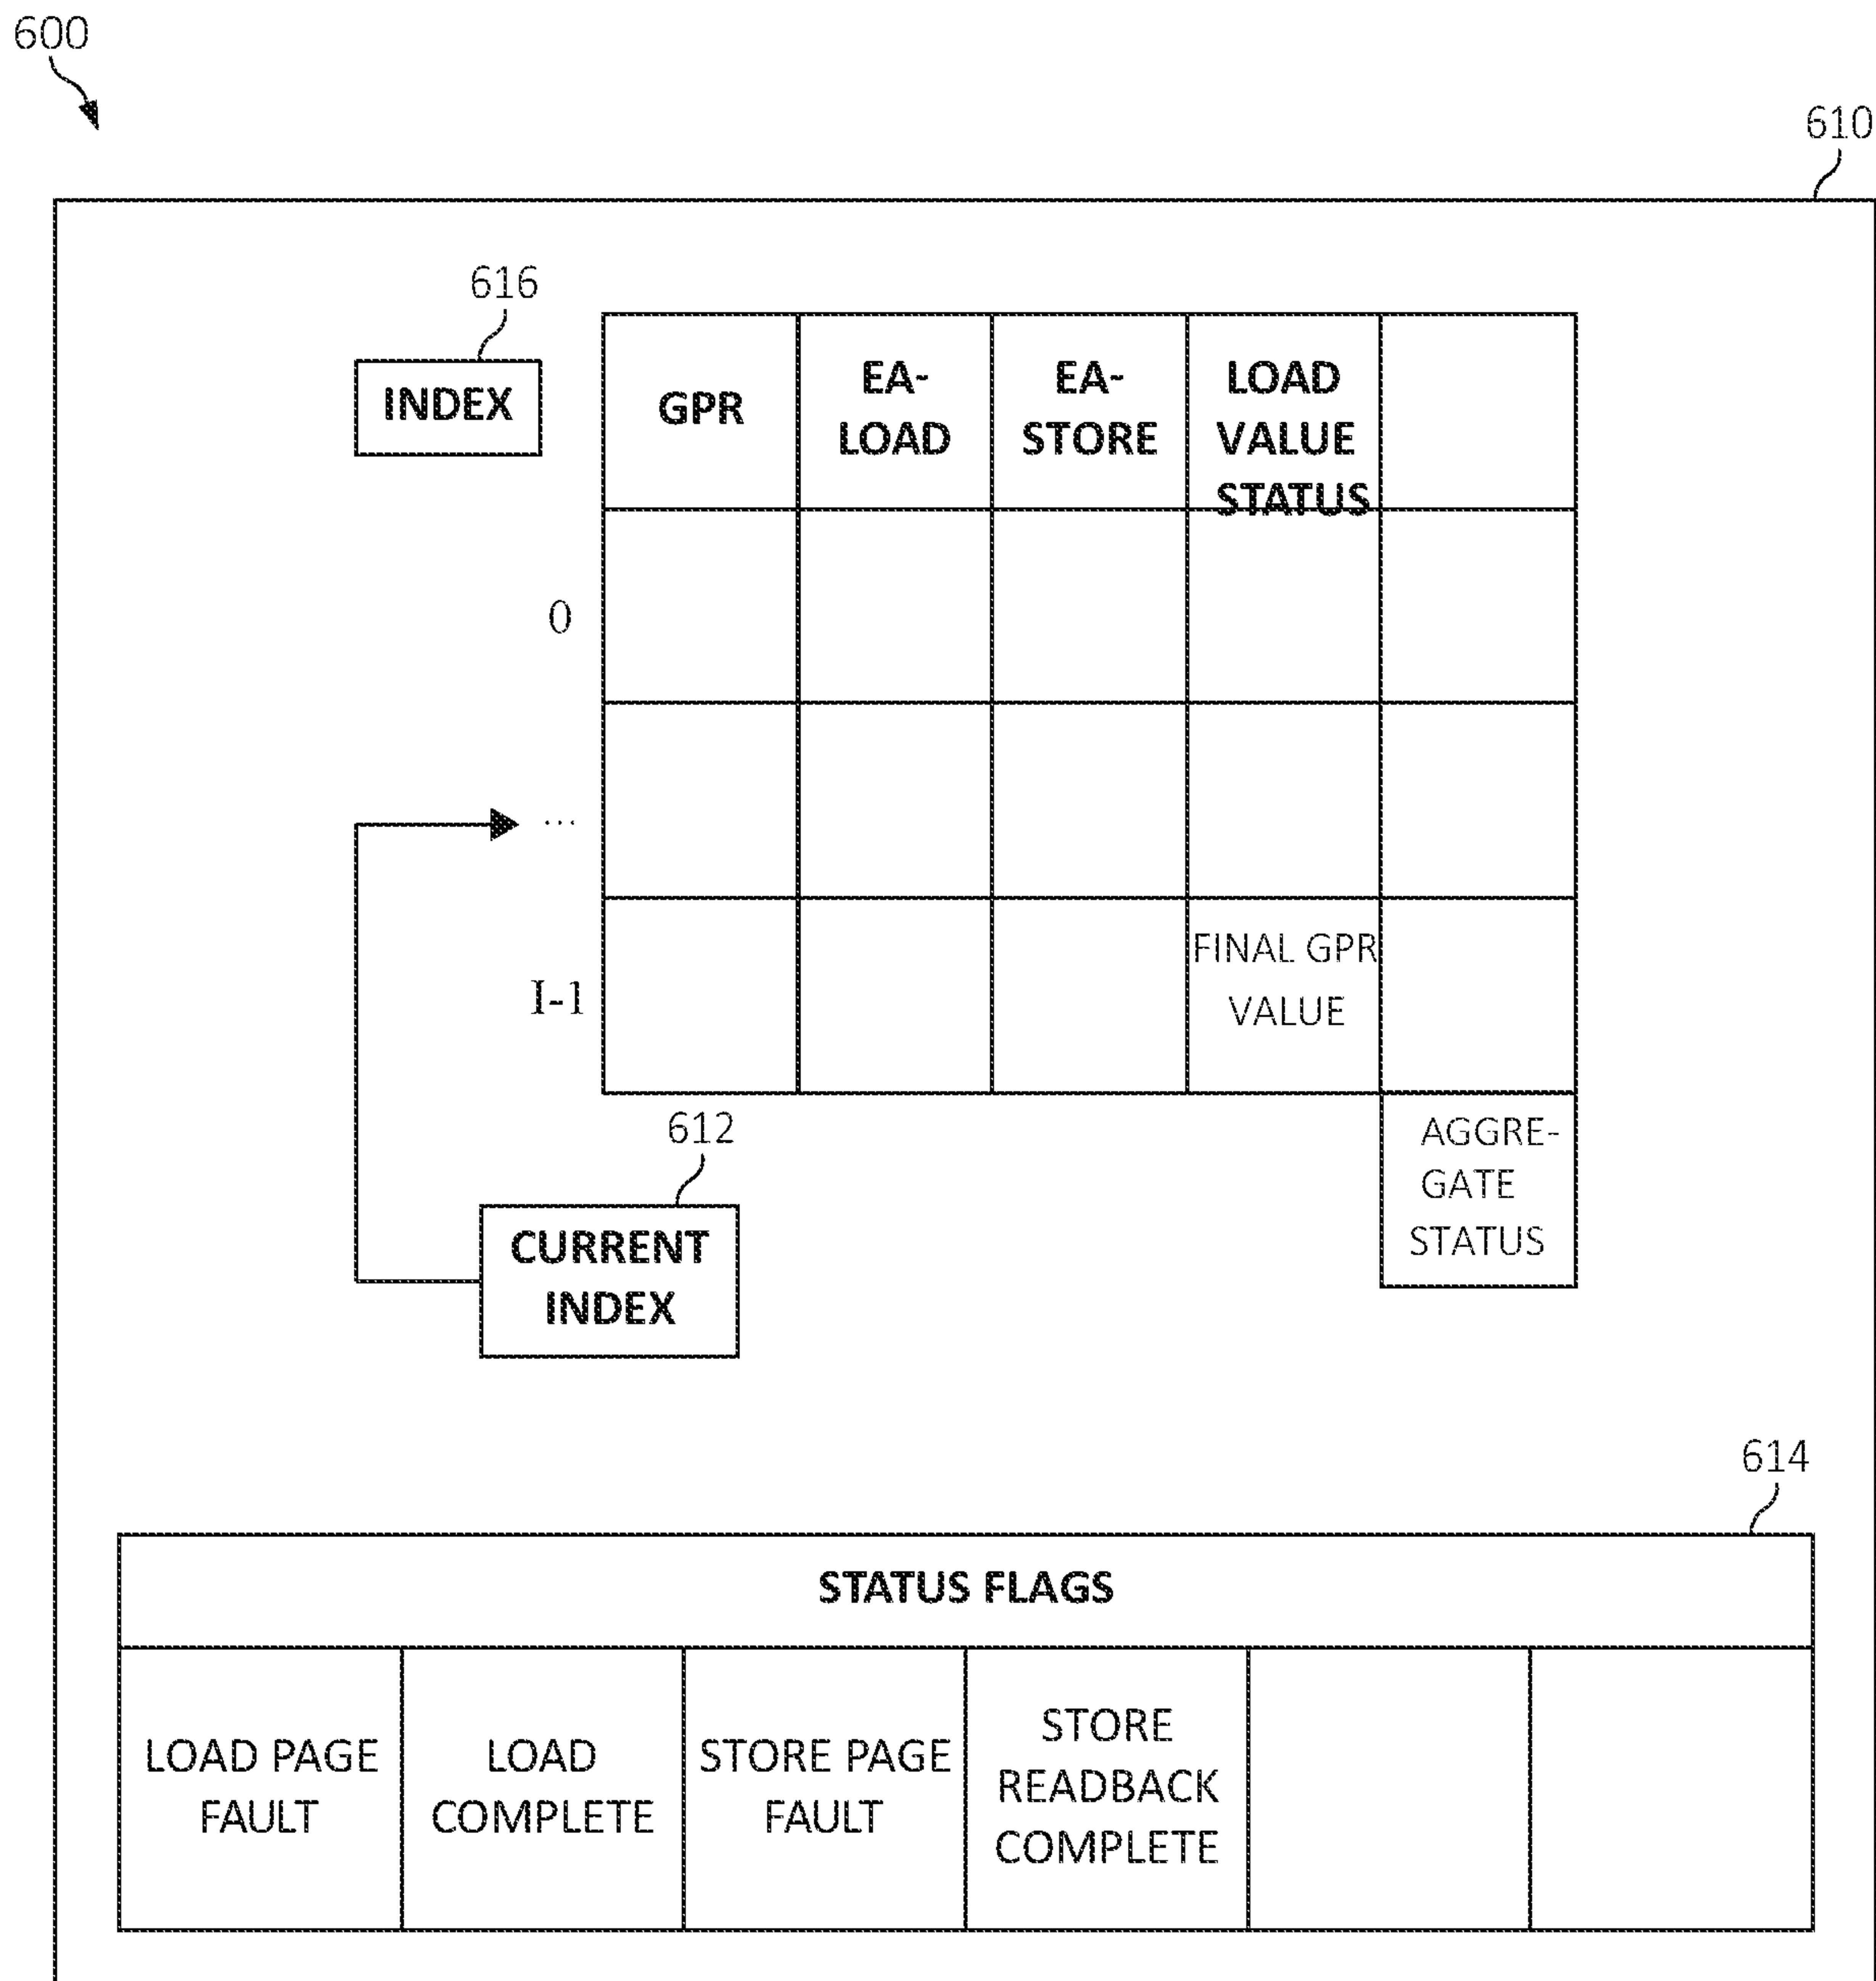 600
610
616
INDEX
GPR
EA-
LOAD
EA-
STORE
LOAD
VALUE
STATUS
0
...
I-1
FINAL GPR
VALUE
612
AGGRE-
GATE
STATUS
CURRENT
INDEX
614
STATUS FLAGS
LOAD PAGE
FAULT
LOAD
COMPLETE
STORE PAGE
FAULT
STORE
READBACK
COMPLETE